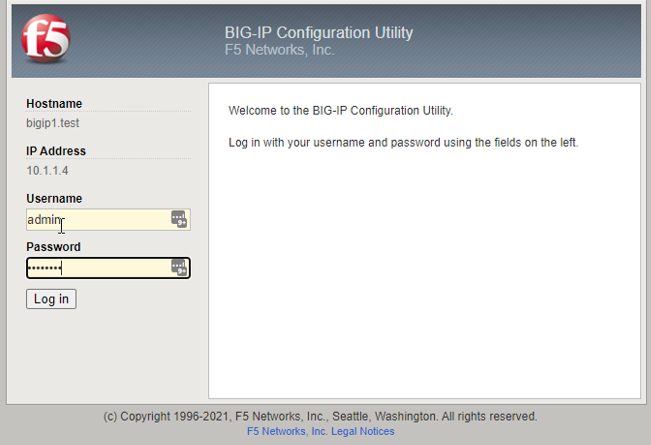 f5
BIG-IP Configuration Utility
F5 Networks, Inc.
Hostname
bigip1.test
IP Address
10.1.1.4
Username
admin
Password
••••••••
Log in
Welcome to the BIG-IP Configuration Utility.
Log in with your username and password using the fields on the left.
(c) Copyright 1996-2021, F5 Networks, Inc., Seattle, Washington. All rights reserved.
F5 Networks, Inc. Legal Notices